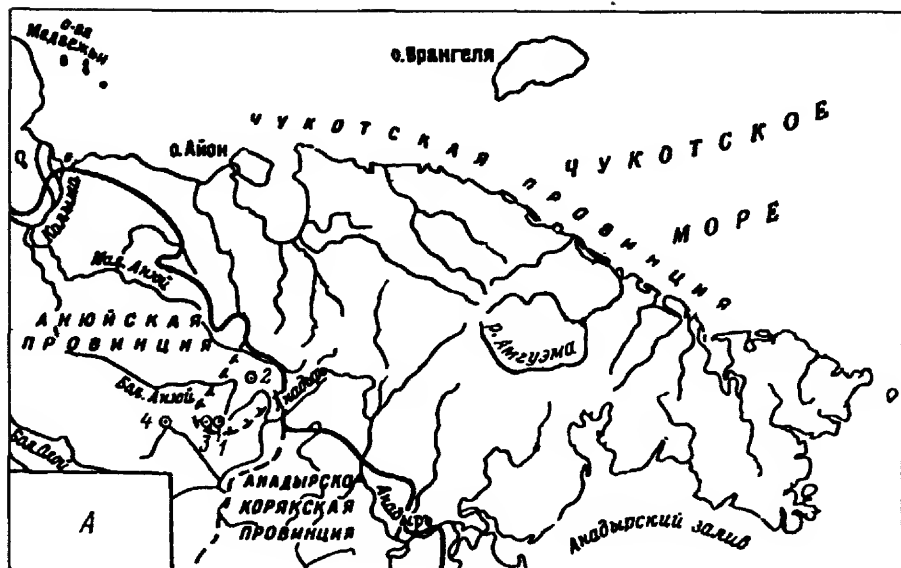 о-ва
Медвежьи
о. Врангеля
ЧУКОТСКАЯ ПРОВИНЦИЯ
ЧУКОТСКОЕ
МОРЕ
о. Айон
Колыма
Мал. Анюй
АНЮЙСКАЯ
ПРОВИНЦИЯ
р. Амгуэма
Бол. Анюй
2
Анадырь
4
3
1
АНАДЫРСКО
КОРЯКСКАЯ
ПРОВИНЦИЯ
Анадырь
Анадырский залив
А